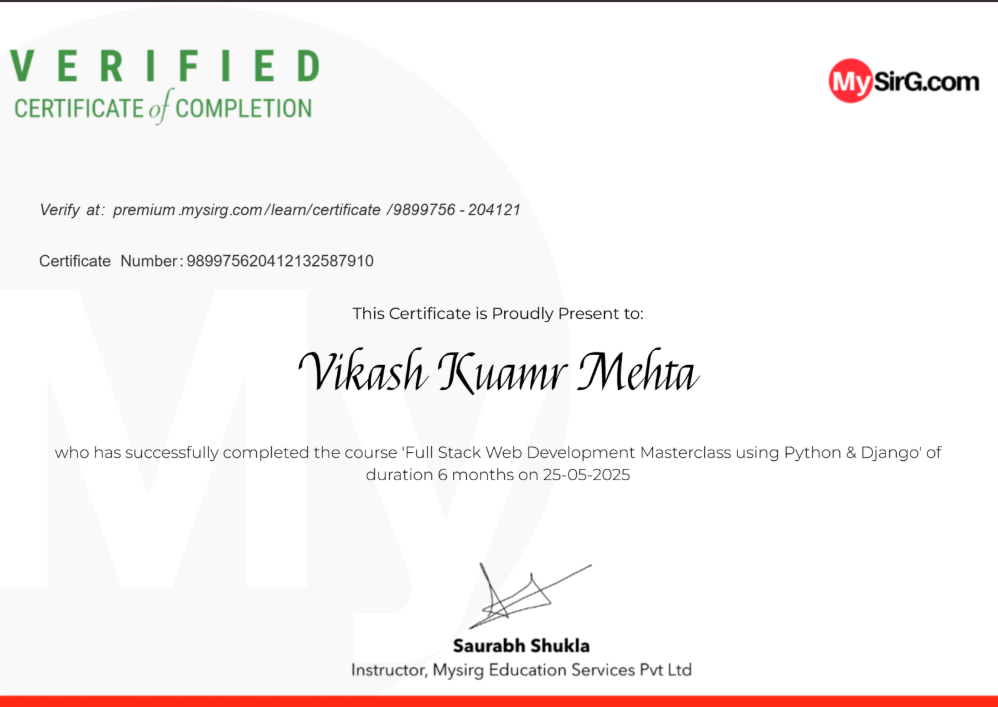 VERIFIED
CERTIFICATE of COMPLETION
MySirG.com
Verify at: premium.mysirg.com/learn/certificate /9899756 - 204121
Certificate Number: 989975620412132587910
This Certificate is Proudly Present to:
Vikash Kuamr Mehta
who has successfully completed the course 'Full Stack Web Development Masterclass using Python & Django' of
duration 6 months on 25-05-2025
Saurabh Shukla
Instructor, Mysirg Education Services Pvt Ltd
My